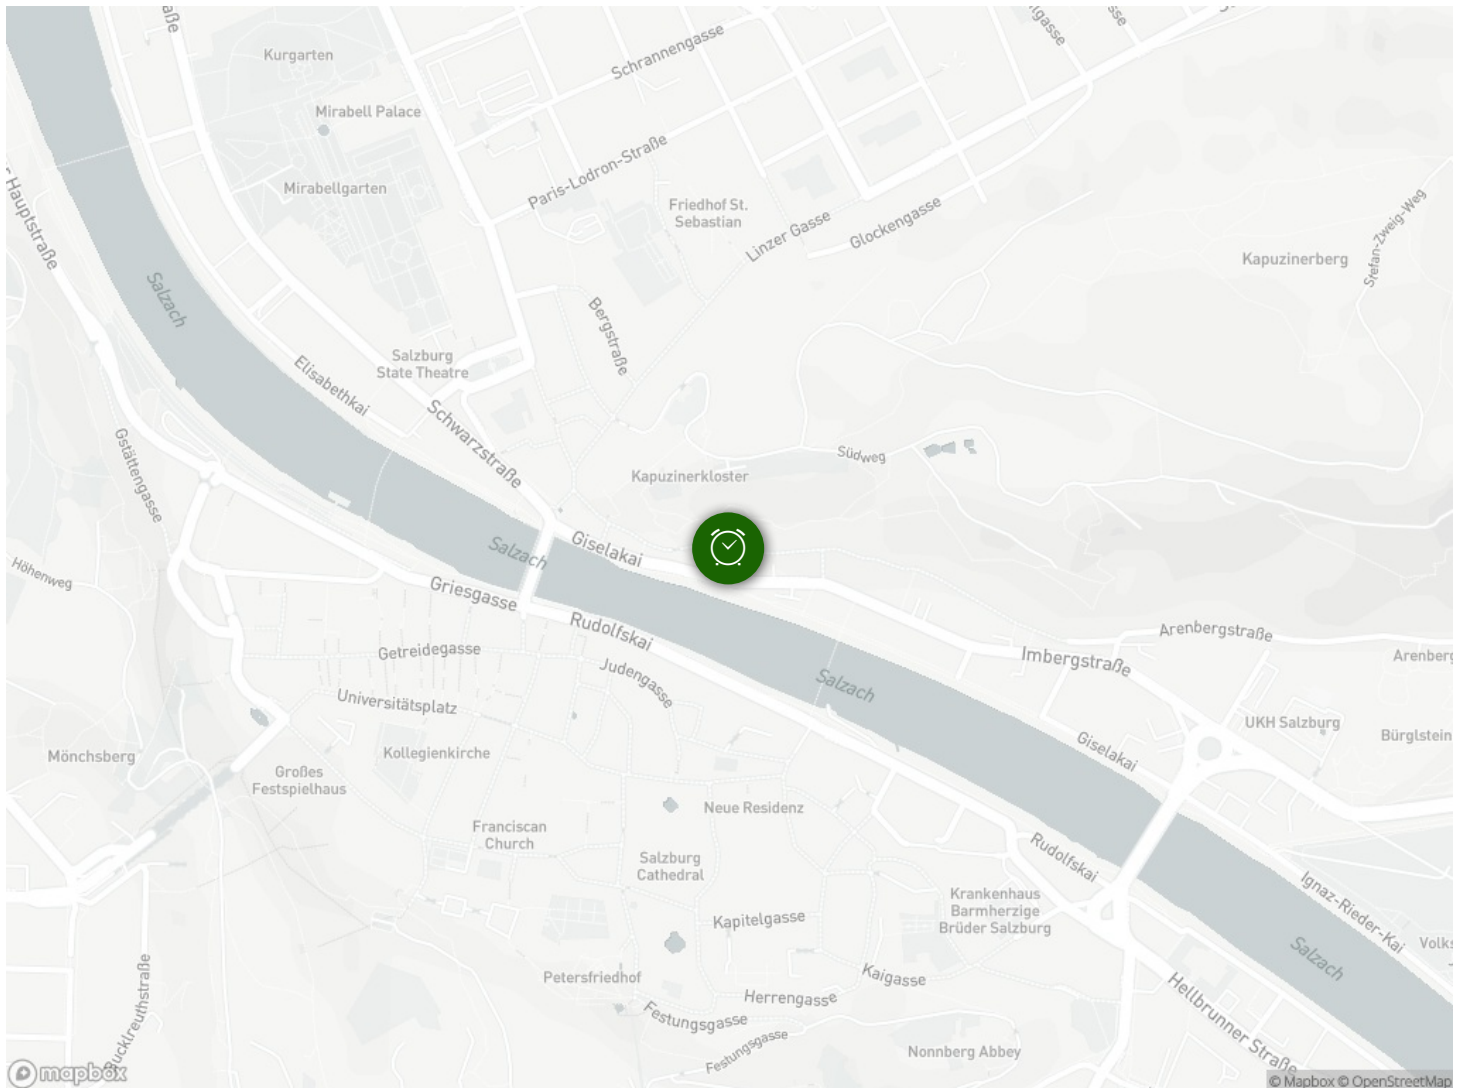 Kurgarten
Schrannengasse
Mirabell Palace
Paris-Lodron-Straße
Mirabellgarten
Friedhof St.
Sebastian
Linzer Gasse
Glockengasse
Stefan-Zweig-Weg
Kapuzinerberg
Hauptstraße
Salzach
Bergstraße
Salzburg
State Theatre
Elisabethkai
Schwarzstraße
Gstättengasse
Südweg
Kapuzinerkloster
Salzach
Giselakai
Höhenweg
Griesgasse
Rudolfskai
Getreidegasse
Judengasse
Arenbergstraße
Imbergstraße
Arenberg
Salzach
Universitätsplatz
Giselakai
UKH Salzburg
Bürglstein
Mönchsberg
Kollegienkirche
Großes
Festspielhaus
Neue Residenz
Franciscan
Church
Salzburg
Cathedral
Rudolfskai
Ignaz-Rieder-Kai
Krankenhaus
Barmherzige
Brüder Salzburg
Kapitelgasse
Volks
Salzach
Petersfriedhof
Kaigasse
Herrengasse
Hellbrunner Straße
Festungsgasse
Festungsgasse
Nonnberg Abbey
Bucklreuthstraße
mapbox
© Mapbox © OpenStreetMap